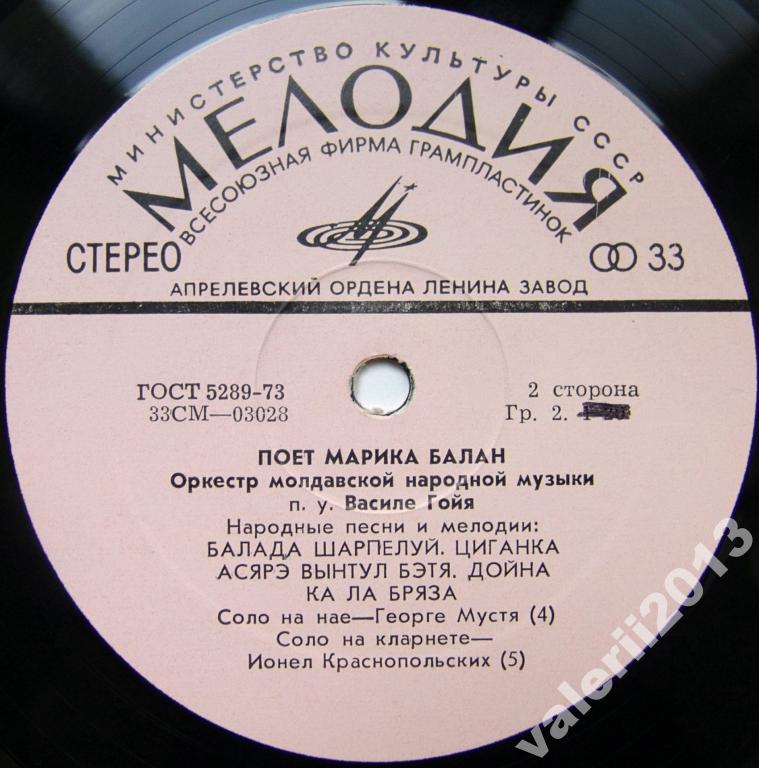 МИНИСТЕРСТВО КУЛЬТУРЫ СССР
МЕЛОДИЯ
ВСЕСОЮЗНАЯ ФИРМА ГРАМПЛАСТИНОК
СТЕРЕО 33
АПРЕЛЕВСКИЙ ОРДЕНА ЛЕНИНА ЗАВОД
ГОСТ 5289-73 2 сторона
33СМ—03028 Гр. 2.
ПОЕТ МАРИКА БАЛАН
Оркестр молдавской народной музыки
п. у. Василе Гойя
Народные песни и мелодии:
БАЛАДА ШАРПЕЛУЙ. ЦИГАНКА
АСЯРЭ ВЫНТУЛ БЭТЯ. ДОЙНА
КА ЛА БРЯЗА
Соло на нае—Георге Мустя (4)
Соло на кларнете—
Ионел Краснопольских (5)
valerii2013